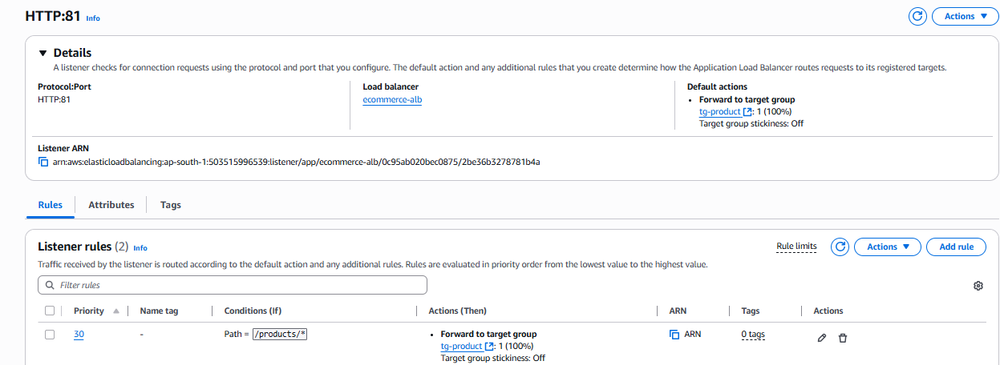 HTTP:81 Info
Actions
Details
A listener checks for connection requests using the protocol and port that you configure. The default action and any additional rules that you create determine how the Application Load Balancer routes requests to its registered targets.
Protocol:Port
HTTP:81
Load balancer
ecommerce-alb
Default actions
• Forward to target group
tg-product : 1 (100%)
Target group stickiness: Off
Listener ARN
arn:aws:elasticloadbalancing:ap-south-1:503515996539:listener/app/ecommerce-alb/0c95ab020bec0875/2be36b3278781b4a
Rules Attributes Tags
Listener rules (2) Info
Rule limits Actions Add rule
Traffic received by the listener is routed according to the default action and any additional rules. Rules are evaluated in priority order from the lowest value to the highest value.
Filter rules
Priority Name tag Conditions (If) Actions (Then) ARN Tags Actions
30 - Path = /products/* • Forward to target group ARN 0 tags
tg-product : 1 (100%)
Target group stickiness: Off